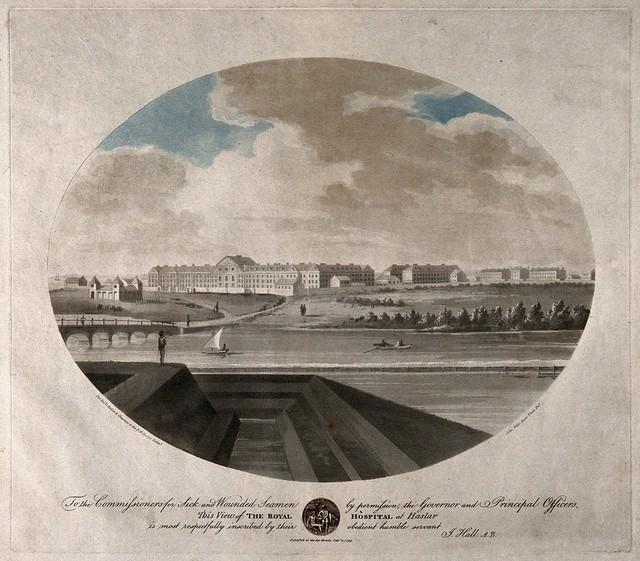 To the Commissioners for Sick and Wounded Seamen by permission; the Governor and Principal Officers,
This View of THE ROYAL HOSPITAL at Haslar
is most respectfully inscribed by their obedient humble servant
J. Hall. A.B.